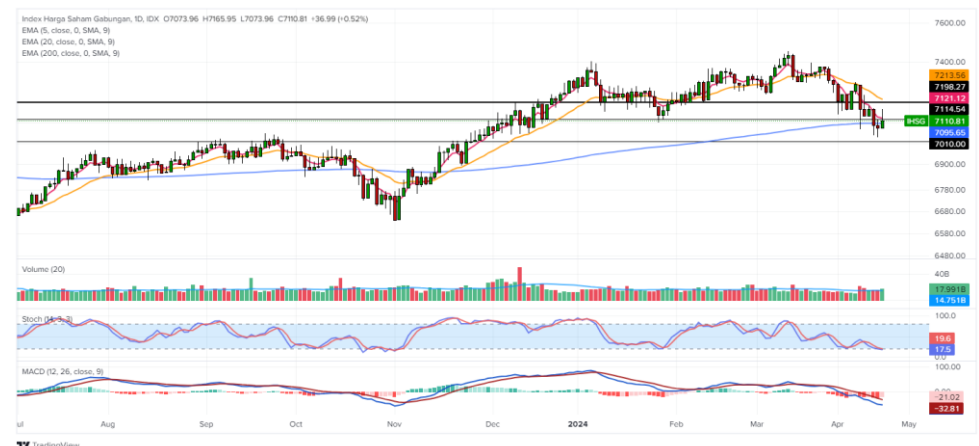 Index Harga Saham Gabungan, 1D, IDX O7073.96 H7165.95 L7073.96 C7110.81 +36.99 (+0.52%)
EMA (5, close, 0, SMA, 9)
EMA (20, close, 0, SMA, 9)
EMA (200, close, 0, SMA, 9)
7600.00
7400.00
7213.56
7198.27
7121.12
7114.54
IHSG 7110.81
7095.65
7010.00
6900.00
6780.00
6680.00
6580.00
6480.00
Volume (20)
40B
17.991B
14.751B
Stoch (14, 3, 3)
100.0
19.6
17.5
0.0
MACD (12, 26, close, 9)
100.00
0.00
-21.02
-32.81
Aug Sep Oct Nov Dec 2024 Feb Mar Apr May
TradingView